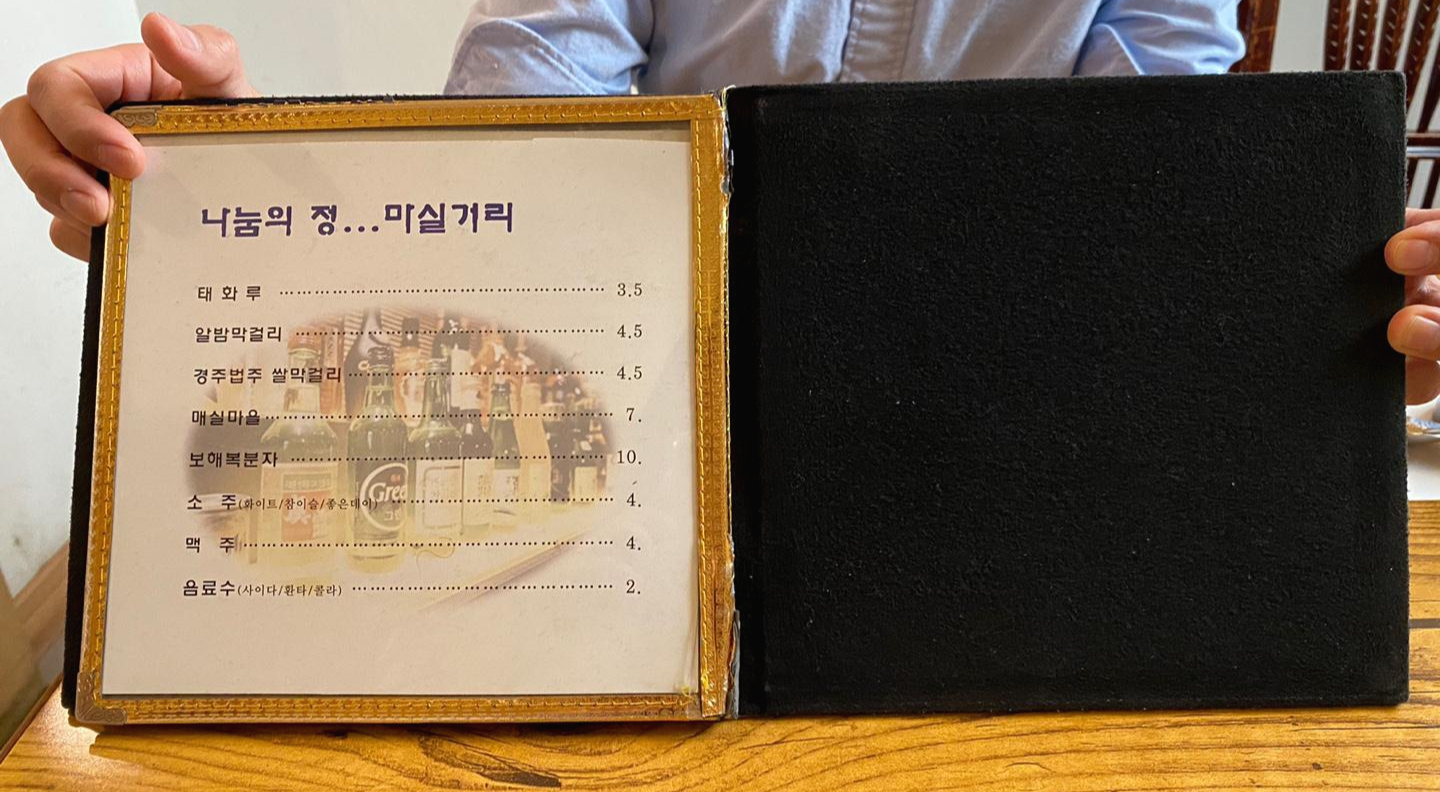 나눔의 정...마실거리
태 화 루 ........................ 3.5
알밤막걸리 ........................ 4.5
경주법주 쌀막걸리 ........................ 4.5
매실마을 ........................ 7.
보해복분자 ........................ 10.
소 주(화이트/참이슬/좋은데이) ........................ 4.
맥 주 ........................ 4.
음료수(사이다/환타/콜라) ........................ 2.